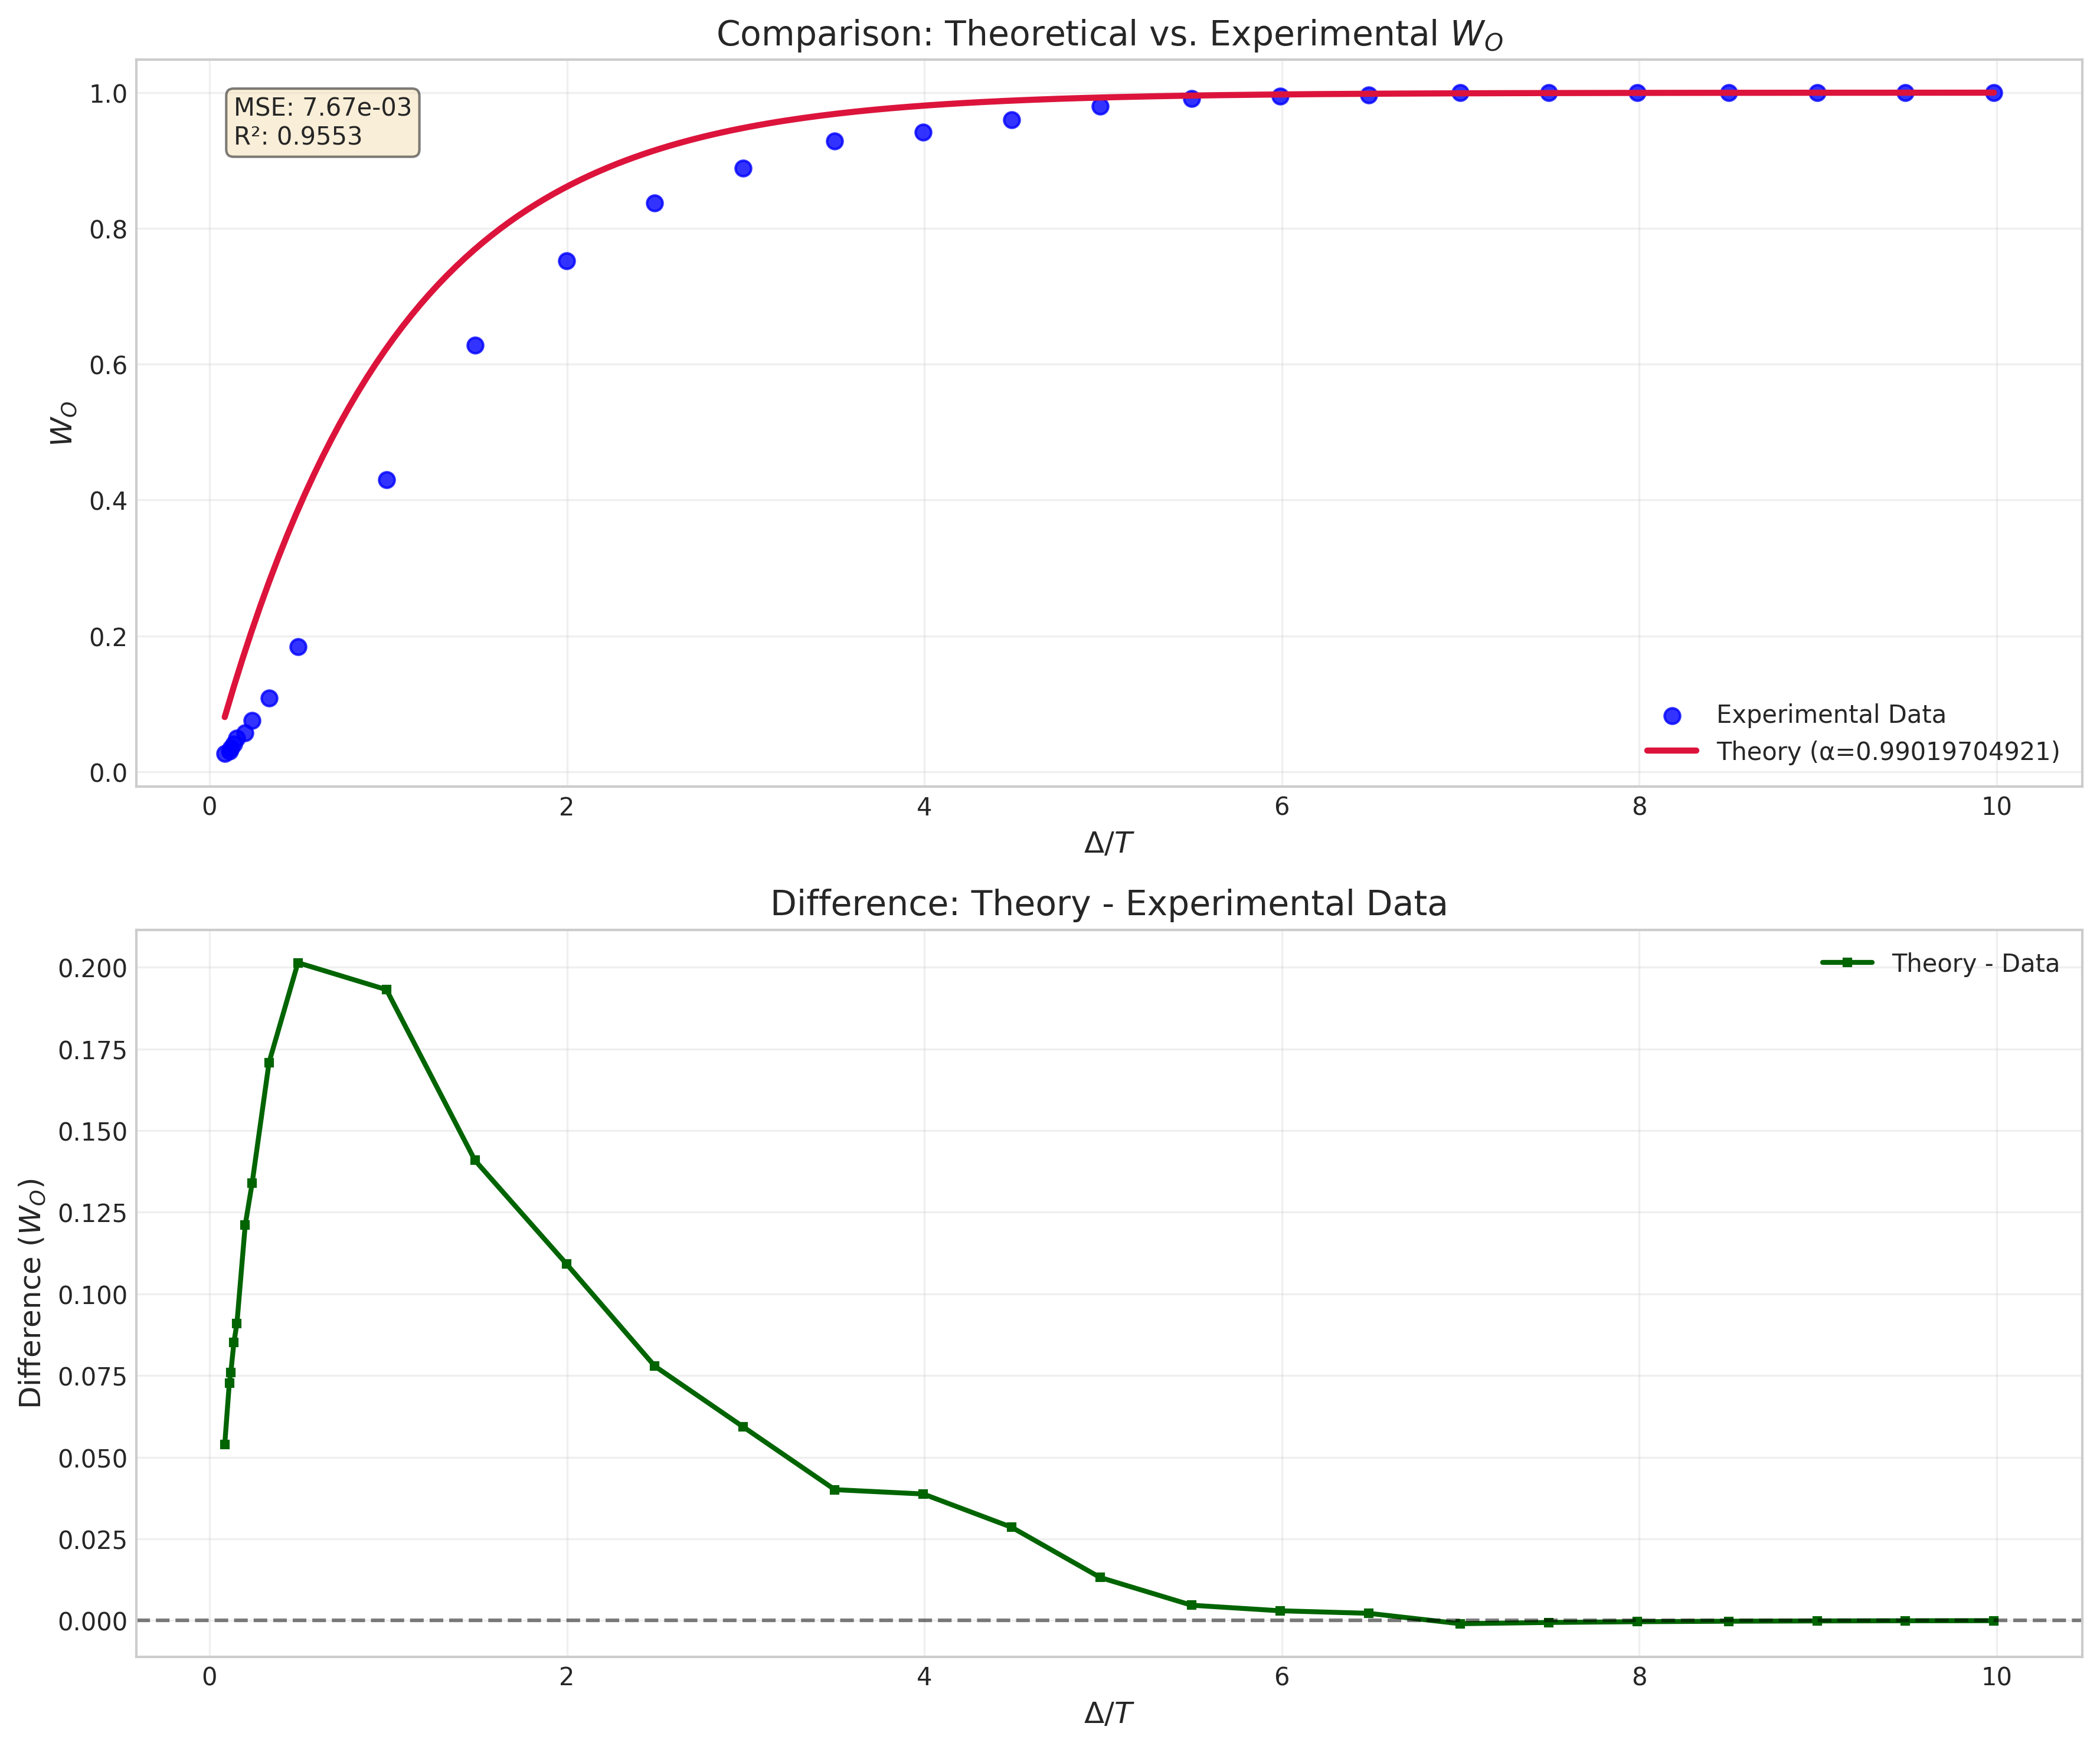 Comparison: Theoretical vs. Experimental W_O
1.0
0.8
0.6
0.4
0.2
0.0
W_O
MSE: 7.67e-03
R²: 0.9553
Experimental Data
Theory (α=0.99019704921)
0 2 4 6 8 10
Δ/T
Difference: Theory - Experimental Data
0.200
0.175
0.150
0.125
0.100
0.075
0.050
0.025
0.000
Difference (W_O)
Theory - Data
0 2 4 6 8 10
Δ/T